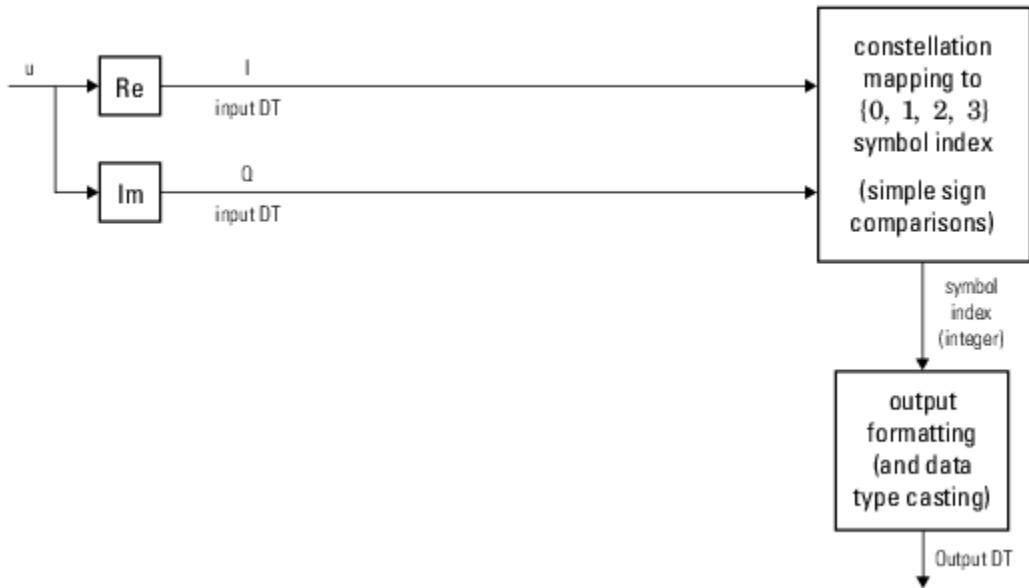 u
Re
I
input DT
Im
Q
input DT
constellation
mapping to
{0, 1, 2, 3}
symbol index
(simple sign
comparisons)
symbol
index
(integer)
output
formatting
(and data
type casting)
Output DT